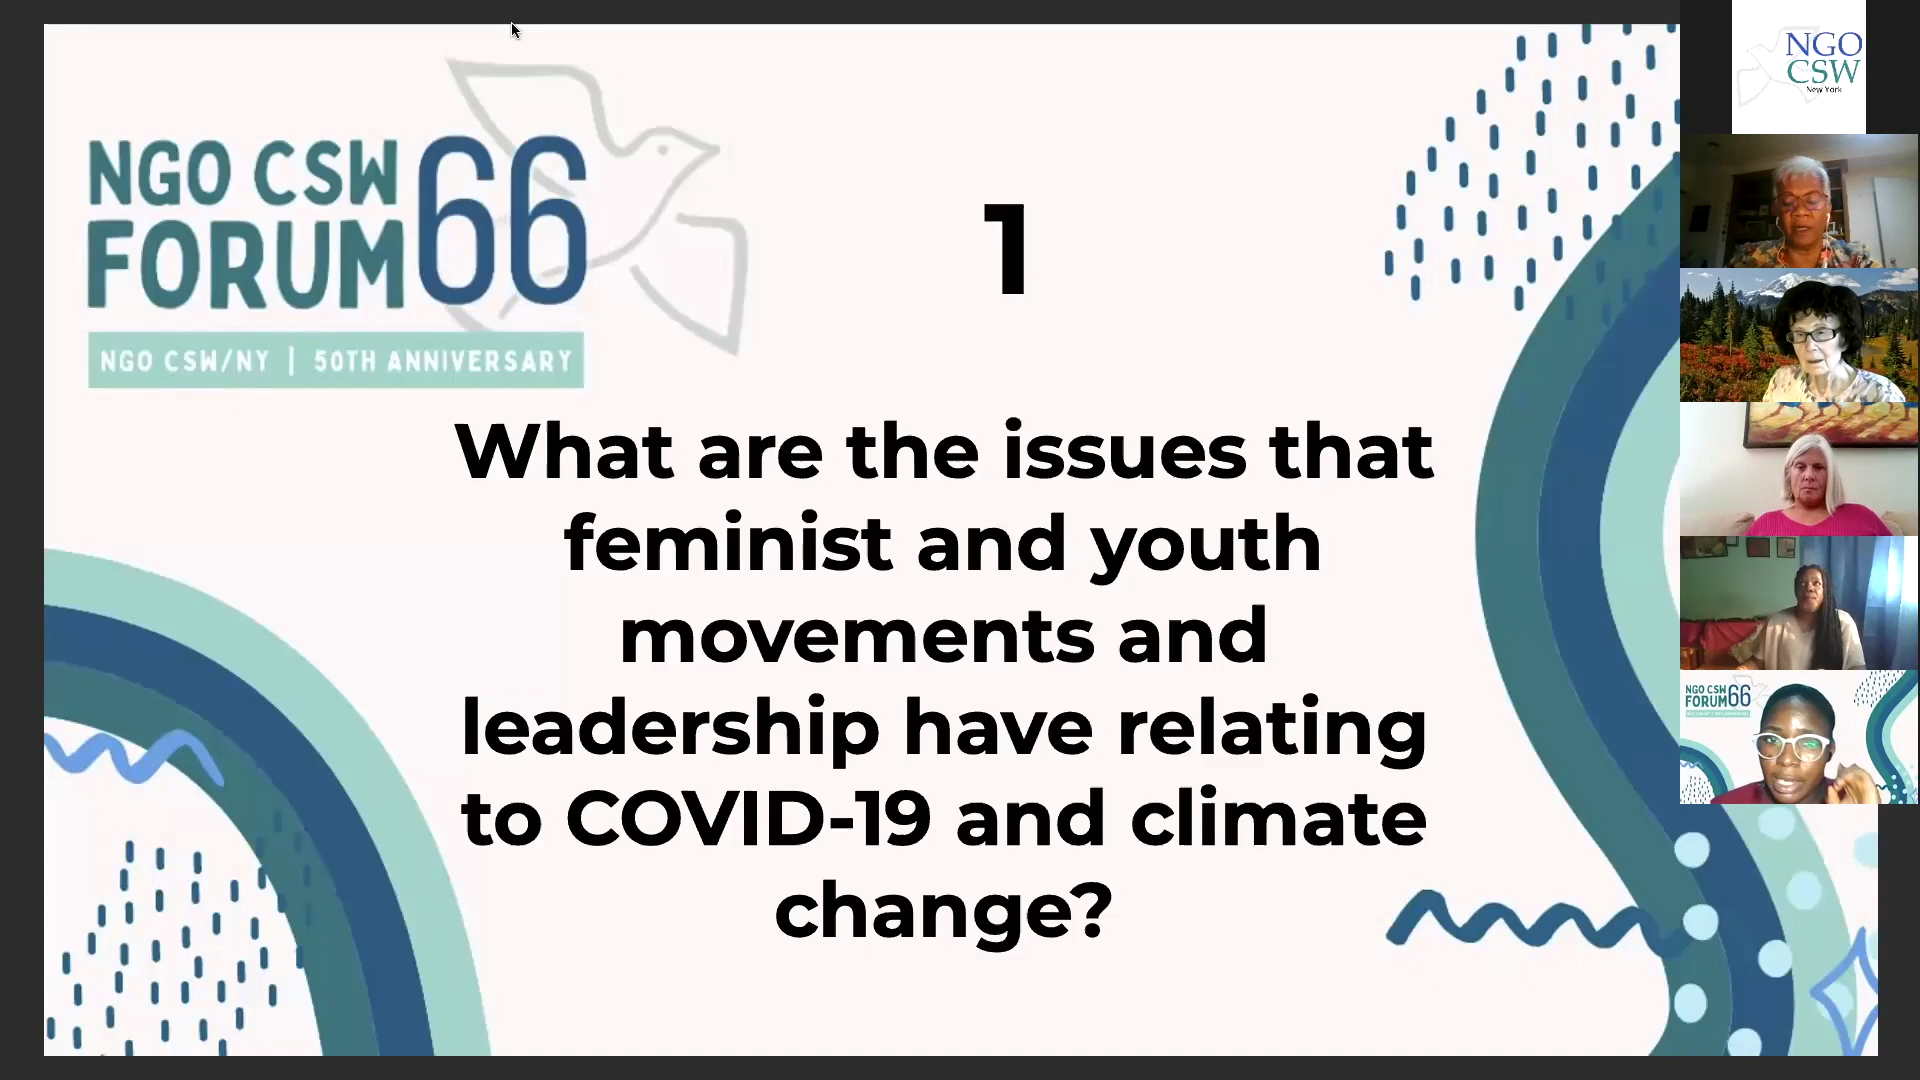 NGO CSW
FORUM66
NGO CSW/NY | 50TH ANNIVERSARY
1
What are the issues that
feminist and youth
movements and
leadership have relating
to COVID-19 and climate
change?
NGO
CSW
New York
NGO CSW
FORUM66